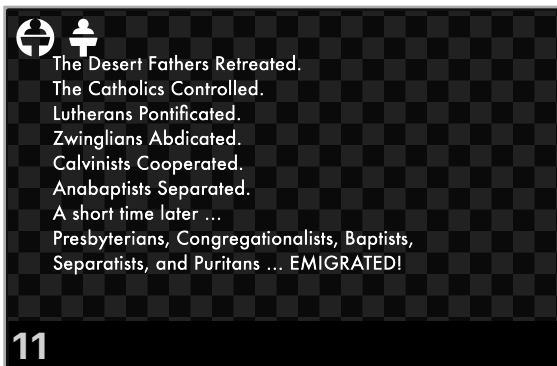 The Desert Fathers Retreated.
The Catholics Controlled.
Lutherans Pontificated.
Zwinglians Abdicated.
Calvinists Cooperated.
Anabaptists Separated.
A short time later ...
Presbyterians, Congregationalists, Baptists,
Separatists, and Puritans ... EMIGRATED!
11